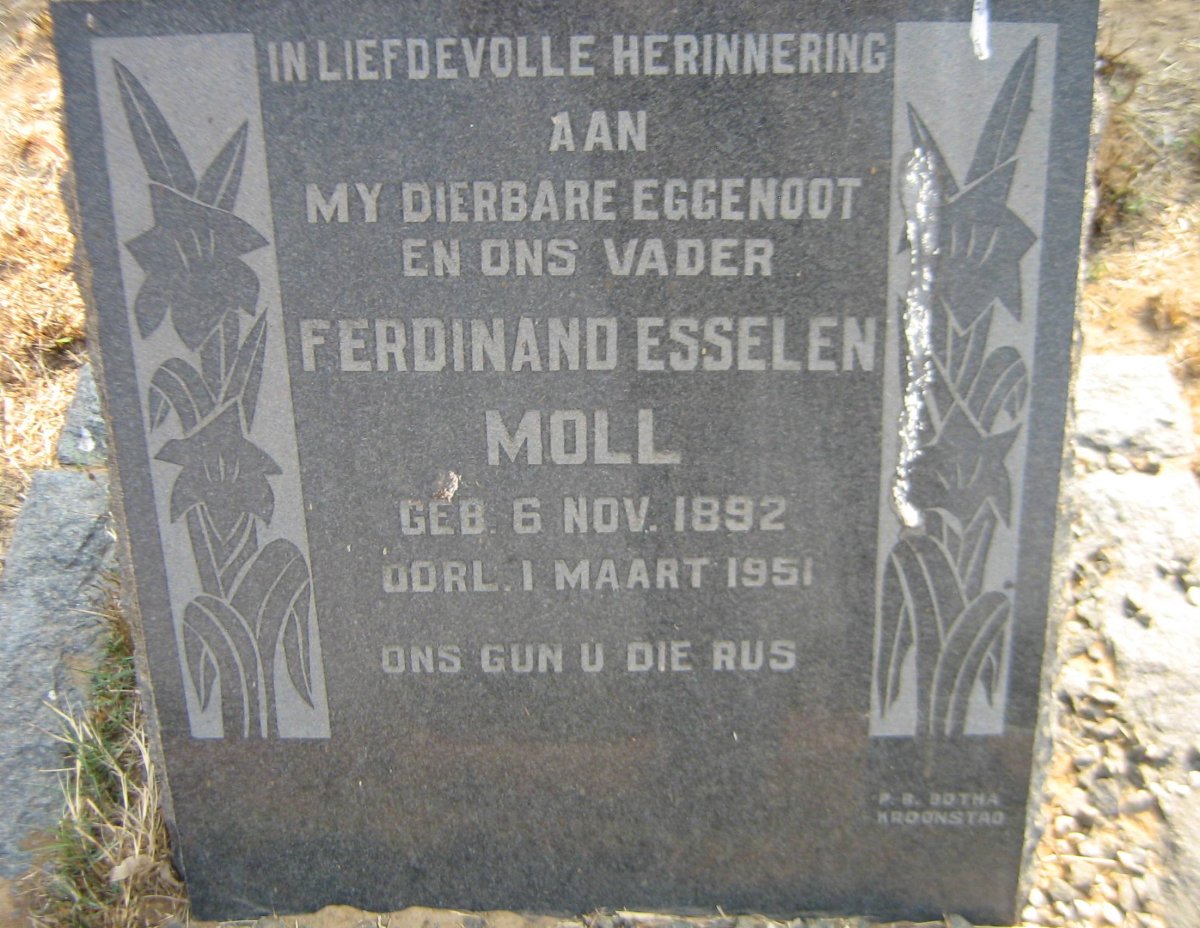 IN LIEFDEVOLLE HERINNERING
AAN
MY DIERBARE EGGENOOT
EN ONS VADER
FERDINAND ESSELEN
MOLL
GEB. 6 NOV. 1892
OORL. 1 MAART 1951
ONS GUN U DIE RUS
P. B. BOTHA
KROONSTAD